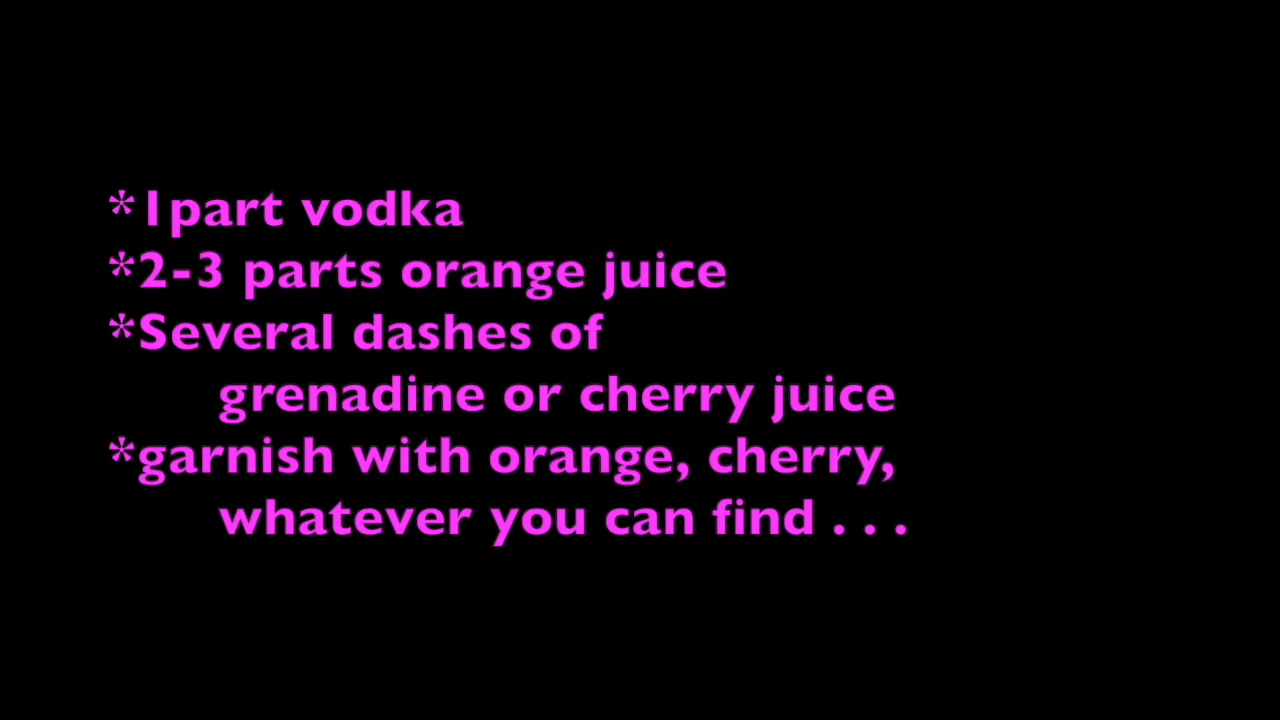 *1part vodka
*2-3 parts orange juice
*Several dashes of
grenadine or cherry juice
*garnish with orange, cherry,
whatever you can find . . .